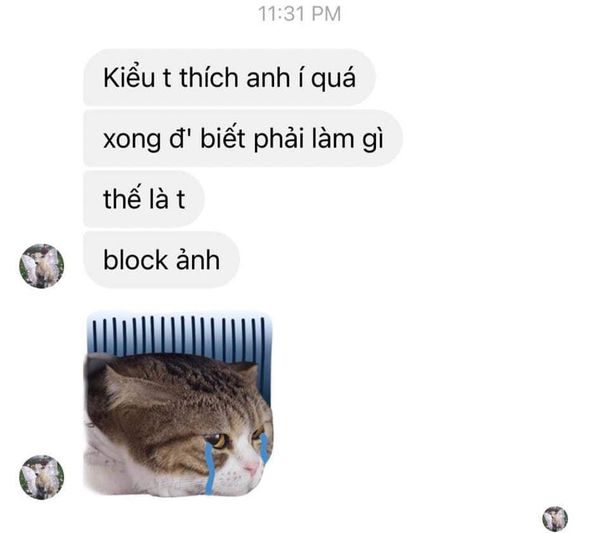 11:31 PM
Kiểu t thích anh í quá
xong đ' biết phải làm gì
thế là t
block ảnh